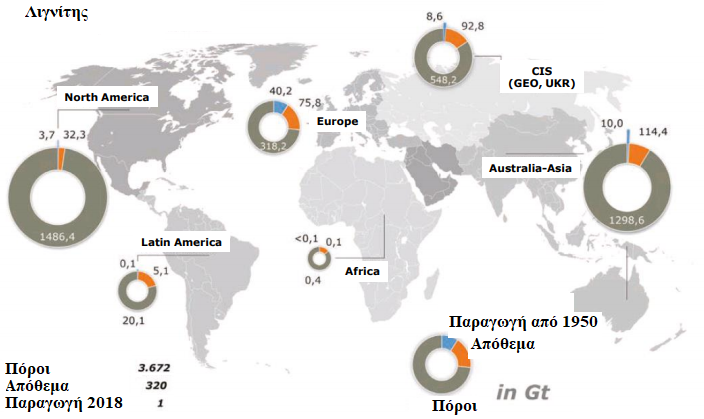 Λιγνίτης
8,6
92,8
548,2
CIS
(GEO, UKR)
North America
3,7
32,3
1486,4
40,2
75,8
318,2
Europe
10,0
114,4
Australia-Asia
1298,6
Latin America
0,1
5,1
20,1
<0,1
0,1
0,4
Africa
Παραγωγή από 1950
Απόθεμα
Πόροι
in Gt
Πόροι 3.672
Απόθεμα 320
Παραγωγή 2018 1